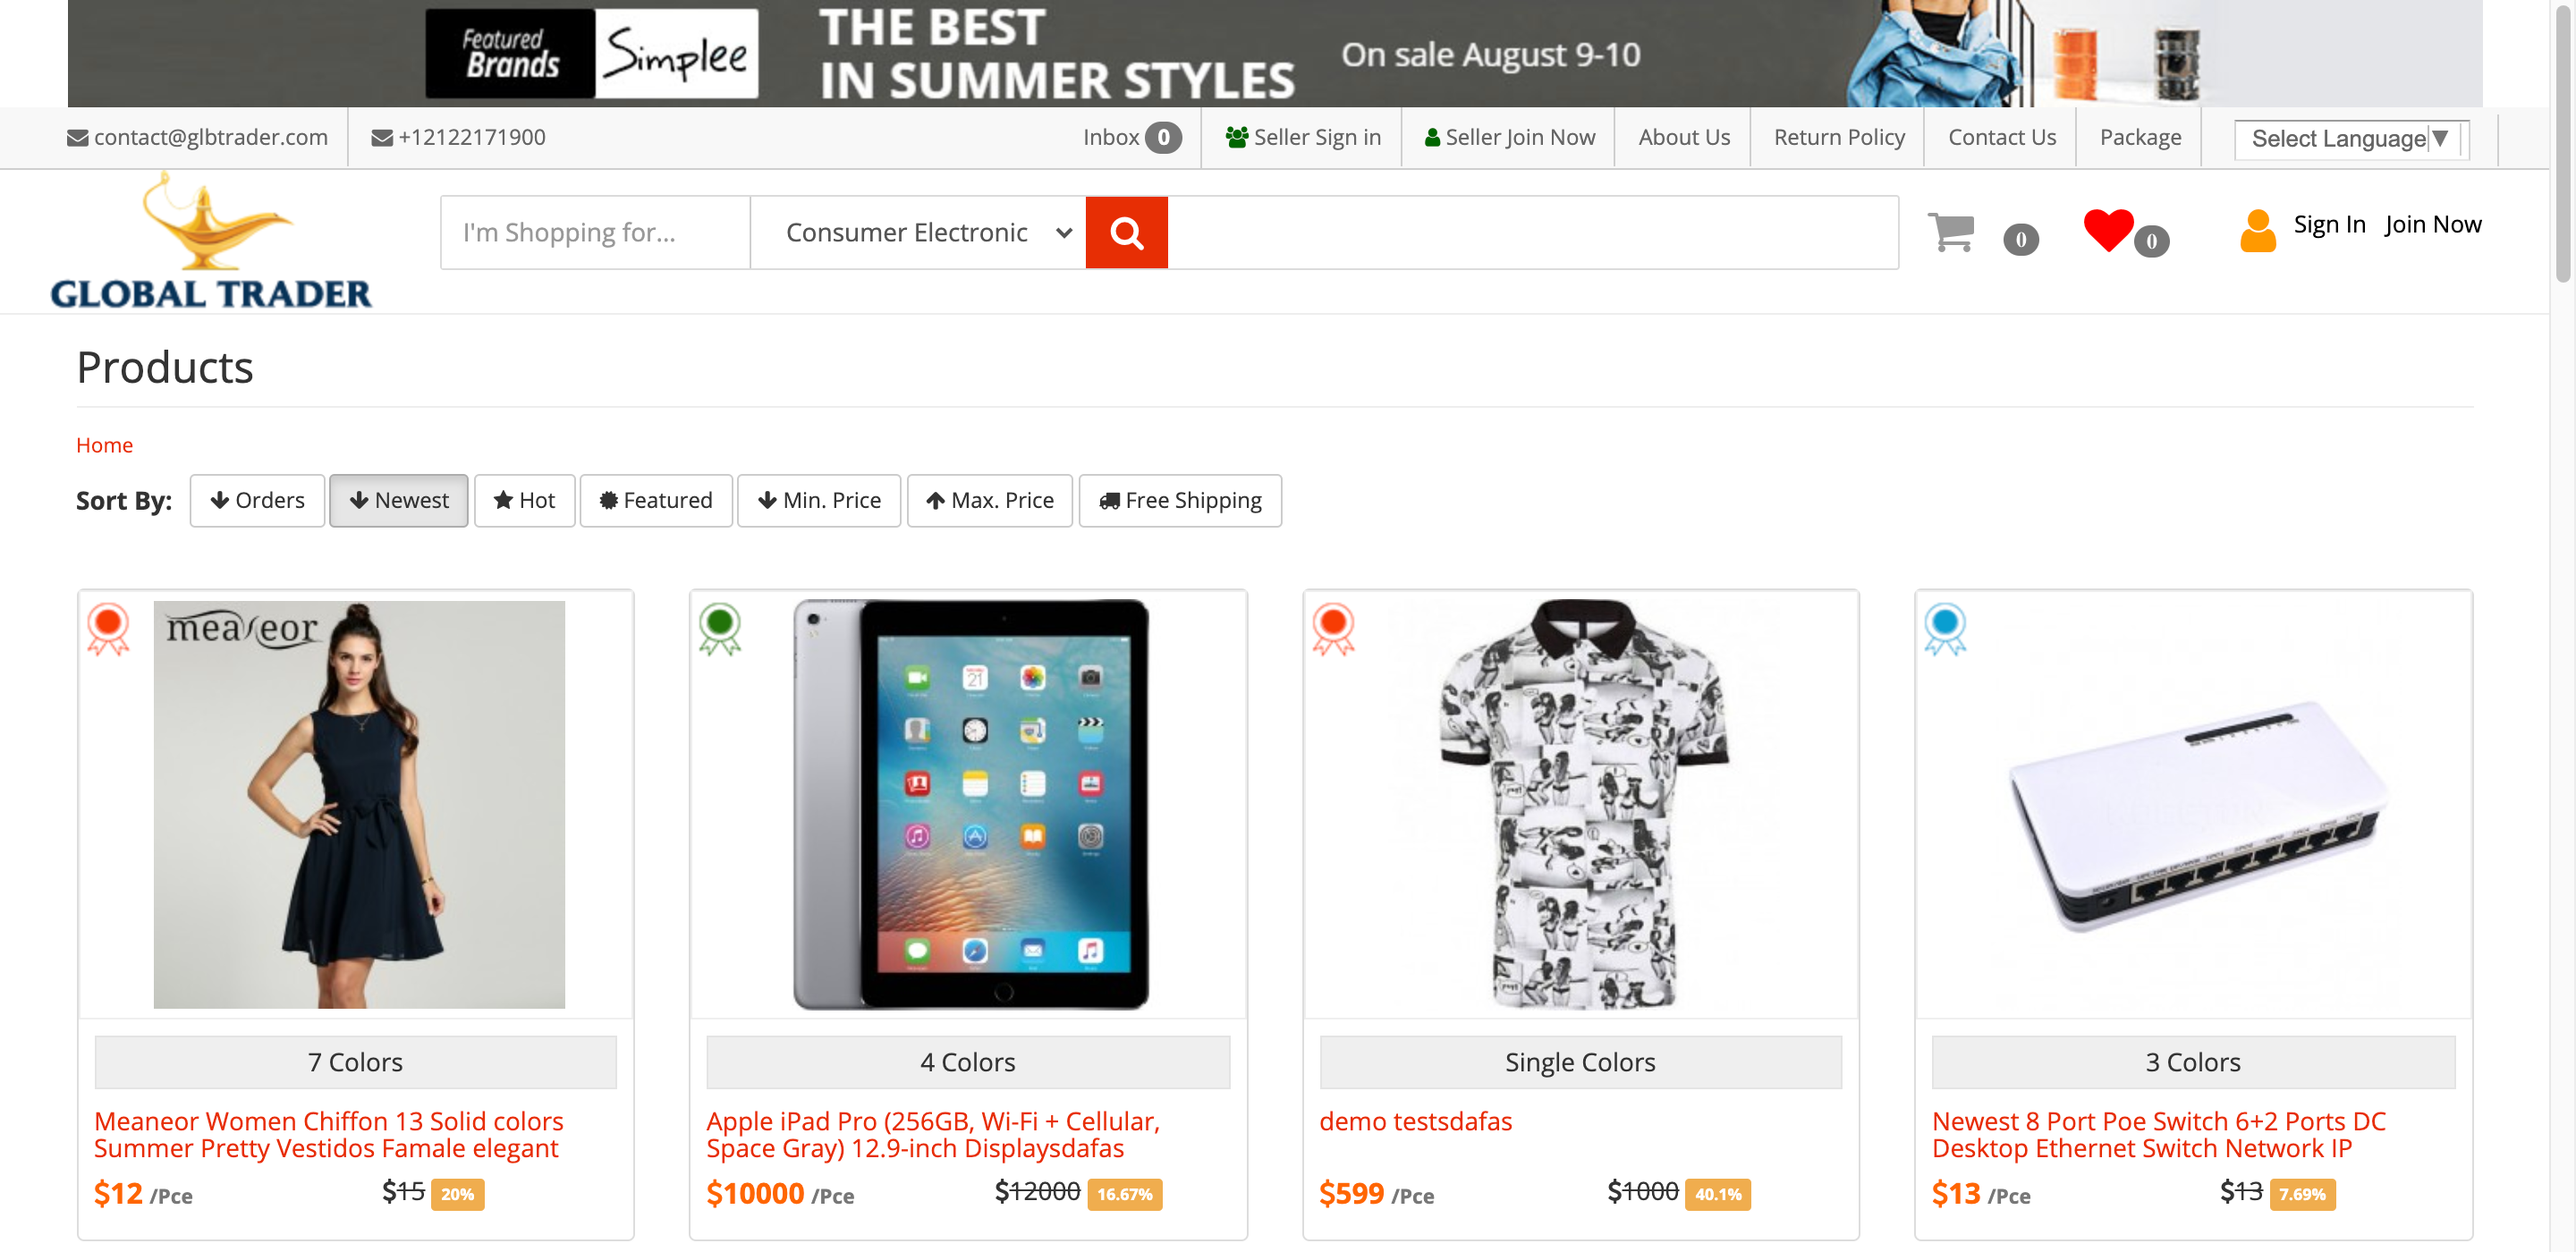 Featured
Brands
Simplee
THE BEST
IN SUMMER STYLES
On sale August 9-10
contact@glbtrader.com
+12122171900
Inbox 0
Seller Sign in
Seller Join Now
About Us
Return Policy
Contact Us
Package
Select Language ▼
GLOBAL TRADER
I'm Shopping for...
Consumer Electronic
0
0
Sign In
Join Now
Products
Home
Sort By:
Orders
Newest
Hot
Featured
Min. Price
Max. Price
Free Shipping
meaneor
7 Colors
Meaneor Women Chiffon 13 Solid colors
Summer Pretty Vestidos Famale elegant
$12 /Pce
$15 20%
21
4 Colors
Apple iPad Pro (256GB, Wi-Fi + Cellular,
Space Gray) 12.9-inch Displaysdafas
$10000 /Pce
$12000 16.67%
Single Colors
demo testsdafas
$599 /Pce
$1000 40.1%
3 Colors
Newest 8 Port Poe Switch 6+2 Ports DC
Desktop Ethernet Switch Network IP
$13 /Pce
$13 7.69%